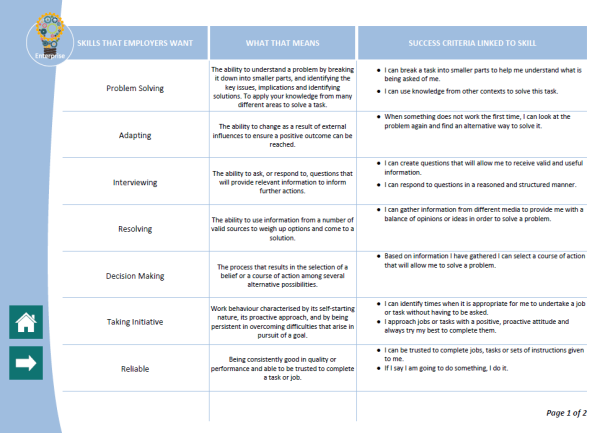 Enterprise
SKILLS THAT EMPLOYERS WANT
WHAT THAT MEANS
SUCCESS CRITERIA LINKED TO SKILL
Problem Solving
The ability to understand a problem by breaking
it down into smaller parts, and identifying the
key issues, implications and identifying
solutions. To apply your knowledge from many
different areas to solve a task.
• I can break a task into smaller parts to help me understand what is
being asked of me.
• I can use knowledge from other contexts to solve this task.
Adapting
The ability to change as a result of external
influences to ensure a positive outcome can be
reached.
• When something does not work the first time, I can look at the
problem again and find an alternative way to solve it.
Interviewing
The ability to ask, or respond to, questions that
will provide relevant information to inform
further actions.
• I can create questions that will allow me to receive valid and useful
information.
• I can respond to questions in a reasoned and structured manner.
Resolving
The ability to use information from a number of
valid sources to weigh up options and come to a
solution.
• I can gather information from different media to provide me with a
balance of opinions or ideas in order to solve a problem.
Decision Making
The process that results in the selection of a
belief or a course of action among several
alternative possibilities.
• Based on information I have gathered I can select a course of action
that will allow me to solve a problem.
Taking Initiative
Work behaviour characterised by its self-starting
nature, its proactive approach, and by being
persistent in overcoming difficulties that arise in
pursuit of a goal.
• I can identify times when it is appropriate for me to undertake a job
or task without having to be asked.
• I approach jobs or tasks with a positive, proactive attitude and
always try my best to complete them.
Reliable
Being consistently good in quality or
performance and able to be trusted to complete
a task or job.
• I can be trusted to complete jobs, tasks or sets of instructions given
to me.
• If I say I am going to do something, I do it.
Page 1 of 2